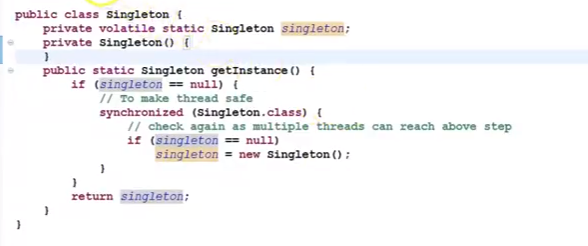 public class Singleton {
    private volatile static Singleton singleton;
    private Singleton() {
    }
    public static Singleton getInstance() {
        if (singleton == null) {
            // To make thread safe
            synchronized (Singleton.class) {
                // check again as multiple threads can reach above step
                if (singleton == null)
                    singleton = new Singleton();
            }
        }
        return singleton;
    }
}